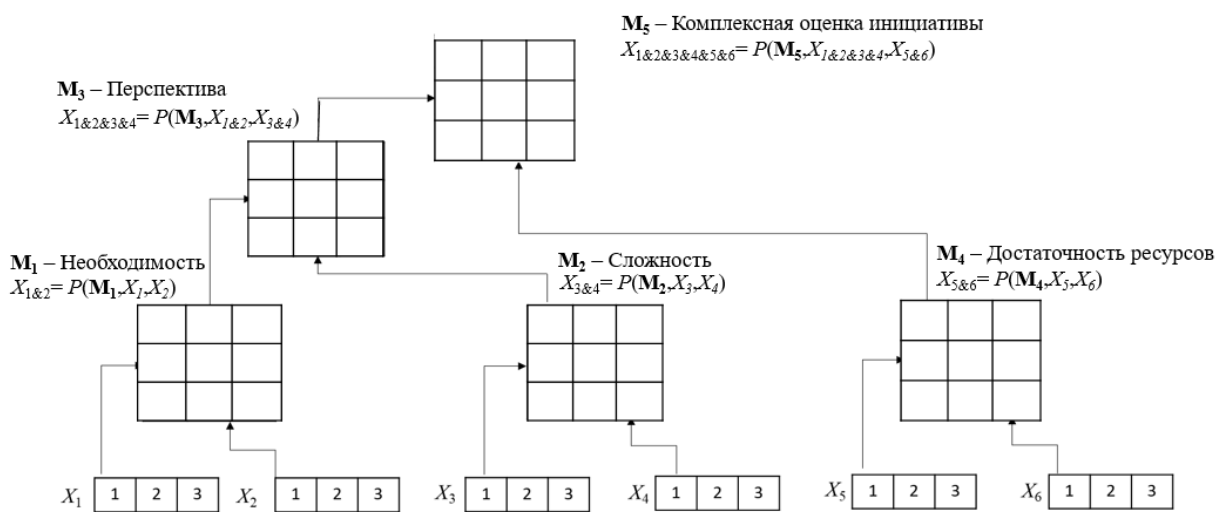 M₅ – Комплексная оценка инициативы
X₁&₂&₃&₄&₅&₆= P(M₅,X₁&₂&₃&₄,X₅&₆)
M₃ – Перспектива
X₁&₂&₃&₄= P(M₃,X₁&₂,X₃&₄)
M₁ – Необходимость
X₁&₂= P(M₁,X₁,X₂)
M₂ – Сложность
X₃&₄= P(M₂,X₃,X₄)
M₄ – Достаточность ресурсов
X₅&₆= P(M₄,X₅,X₆)
X₁ 1 2 3
X₂ 1 2 3
X₃ 1 2 3
X₄ 1 2 3
X₅ 1 2 3
X₆ 1 2 3